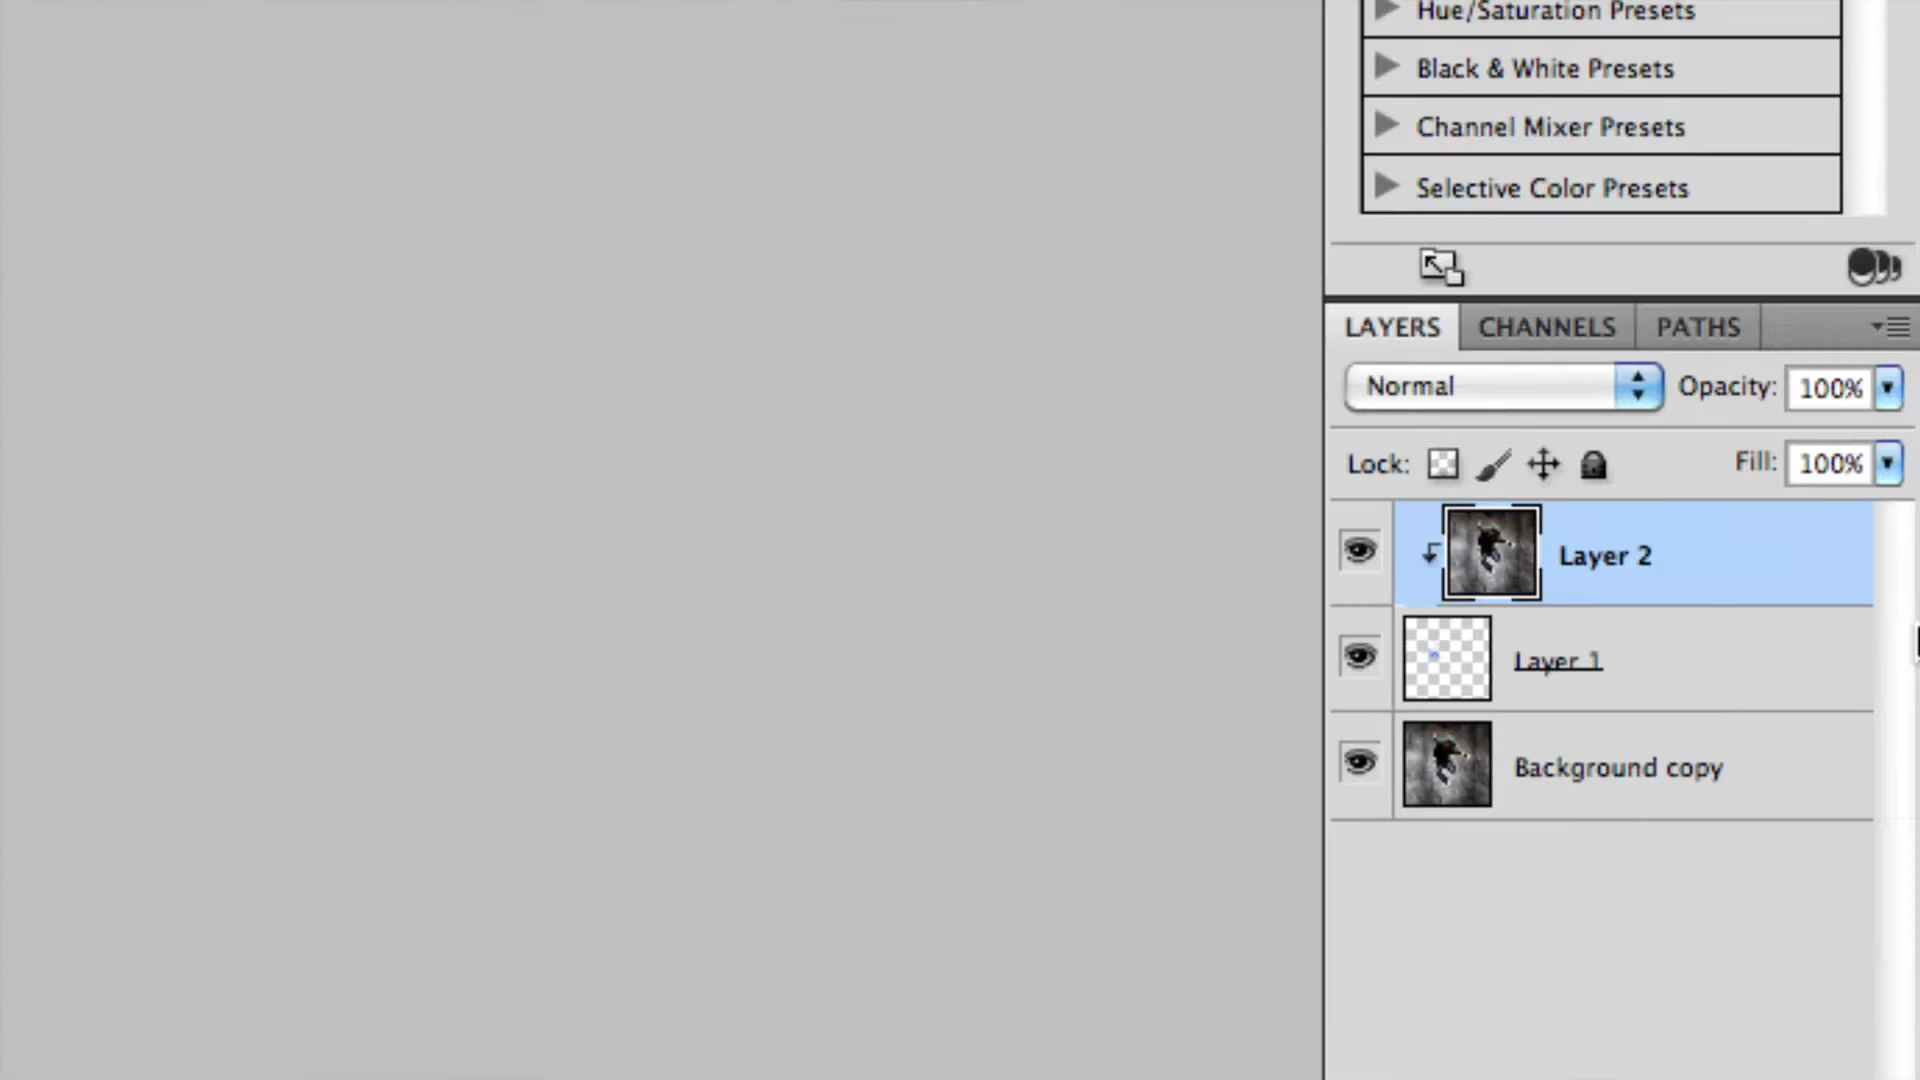 Hue/Saturation Presets
Black & White Presets
Channel Mixer Presets
Selective Color Presets
LAYERS CHANNELS PATHS
Normal Opacity: 100%
Lock: Fill: 100%
Layer 2
Layer 1
Background copy